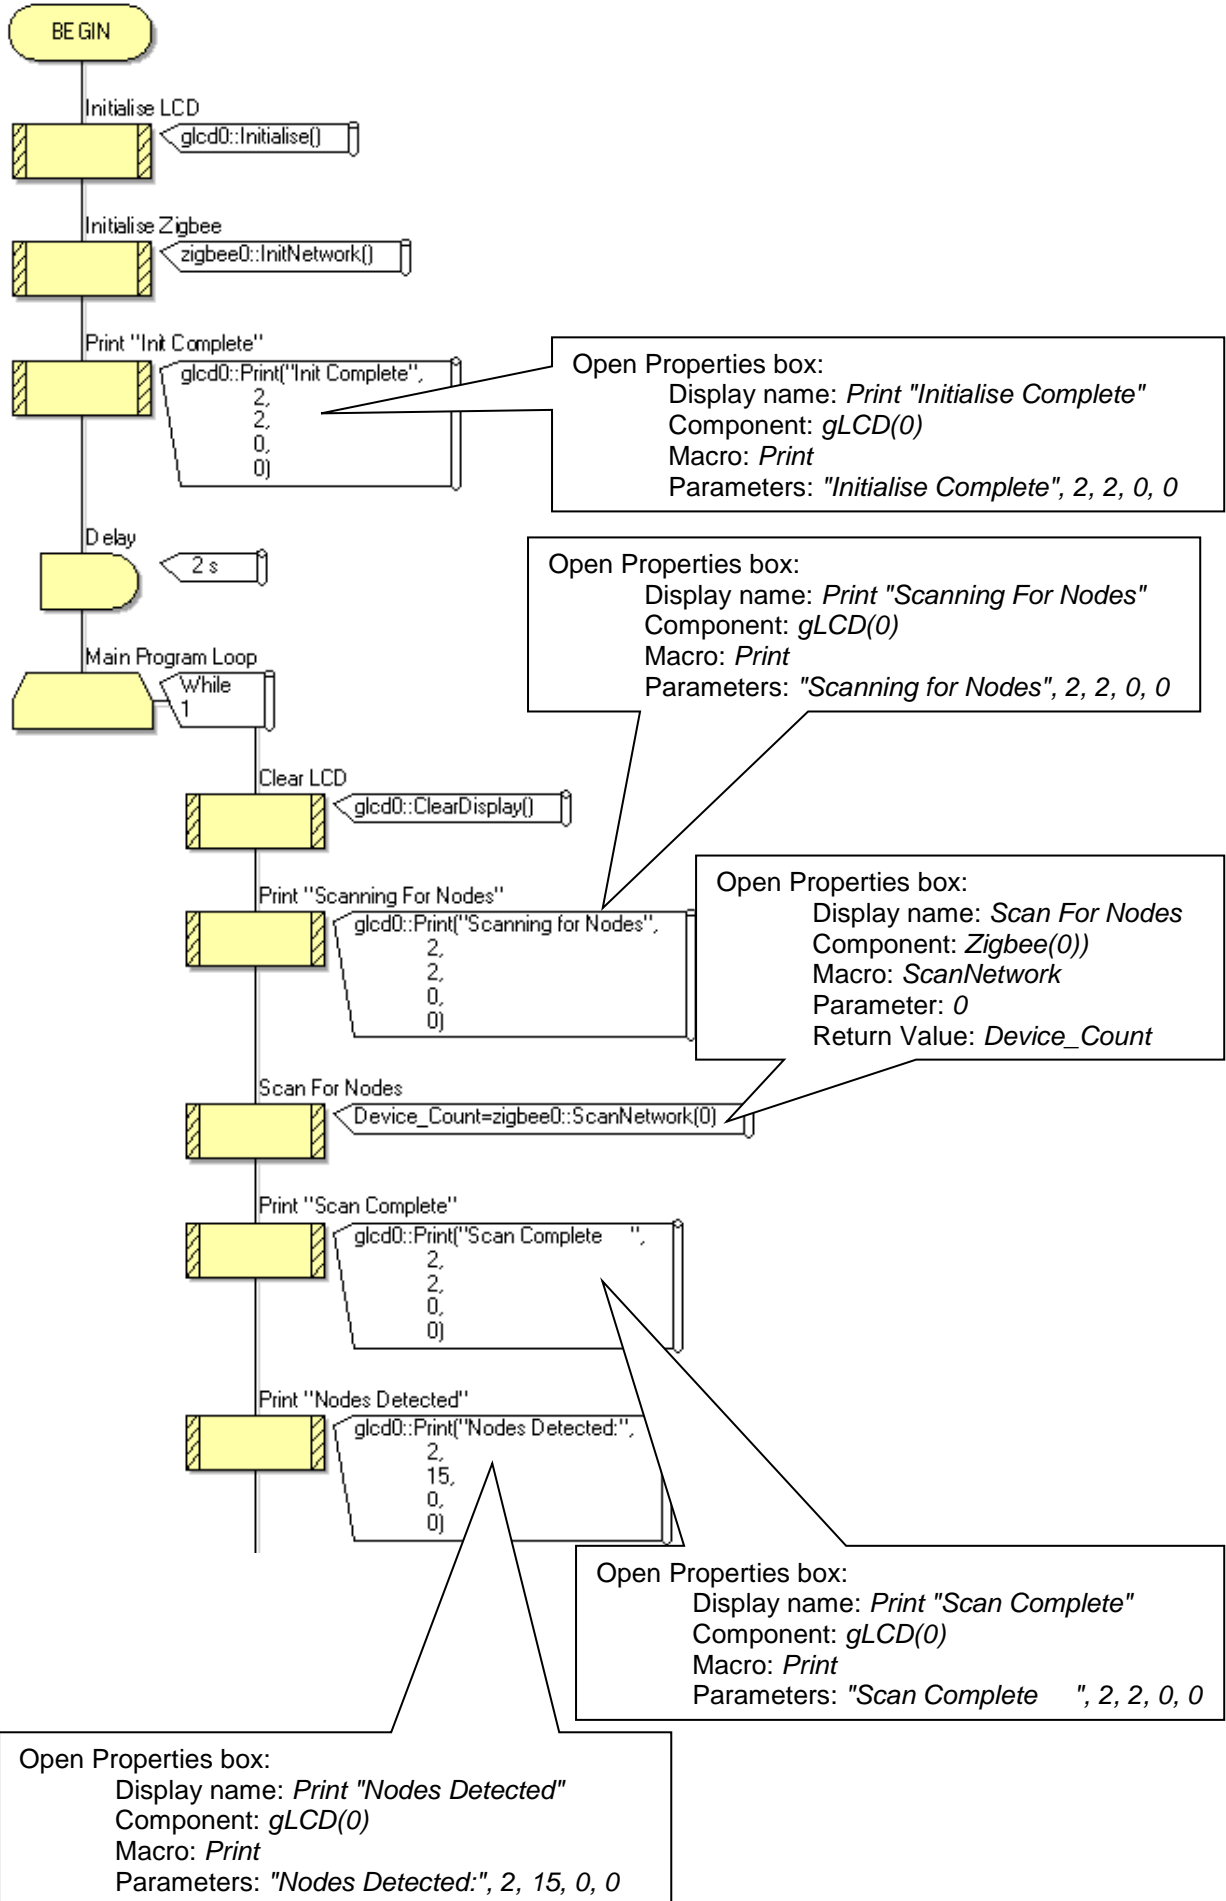 BEGIN
Initialise LCD
glcd0::Initialise()
Initialise Zigbee
zigbee0::InitNetwork()
Print "Init Complete"
glcd0::Print("Init Complete",
2,
2,
0,
0)
Open Properties box:
Display name: Print "Initialise Complete"
Component: gLCD(0)
Macro: Print
Parameters: "Initialise Complete", 2, 2, 0, 0
Delay
2 s
Open Properties box:
Display name: Print "Scanning For Nodes"
Component: gLCD(0)
Macro: Print
Parameters: "Scanning for Nodes", 2, 2, 0, 0
Main Program Loop
While
1
Clear LCD
glcd0::ClearDisplay()
Print "Scanning For Nodes"
glcd0::Print("Scanning for Nodes",
2,
2,
0,
0)
Open Properties box:
Display name: Scan For Nodes
Component: Zigbee(0))
Macro: ScanNetwork
Parameter: 0
Return Value: Device_Count
Scan For Nodes
Device_Count=zigbee0::ScanNetwork(0)
Print "Scan Complete"
glcd0::Print("Scan Complete     ",
2,
2,
0,
0)
Print "Nodes Detected"
glcd0::Print("Nodes Detected:",
2,
15,
0,
0)
Open Properties box:
Display name: Print "Scan Complete"
Component: gLCD(0)
Macro: Print
Parameters: "Scan Complete     ", 2, 2, 0, 0
Open Properties box:
Display name: Print "Nodes Detected"
Component: gLCD(0)
Macro: Print
Parameters: "Nodes Detected:", 2, 15, 0, 0